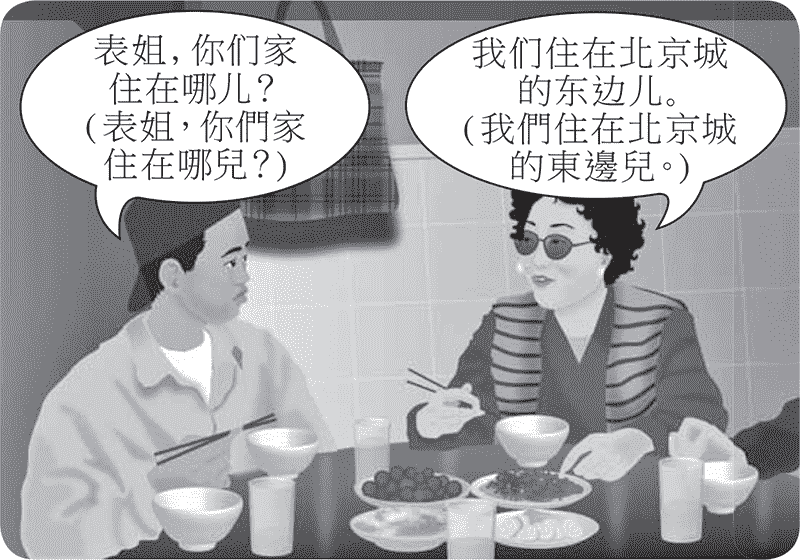 表姐，你们家
住在哪儿？
（表姐，你們家
住在哪兒？）
我们住在北京城
的东边儿。
（我們住在北京城
的東邊兒。）